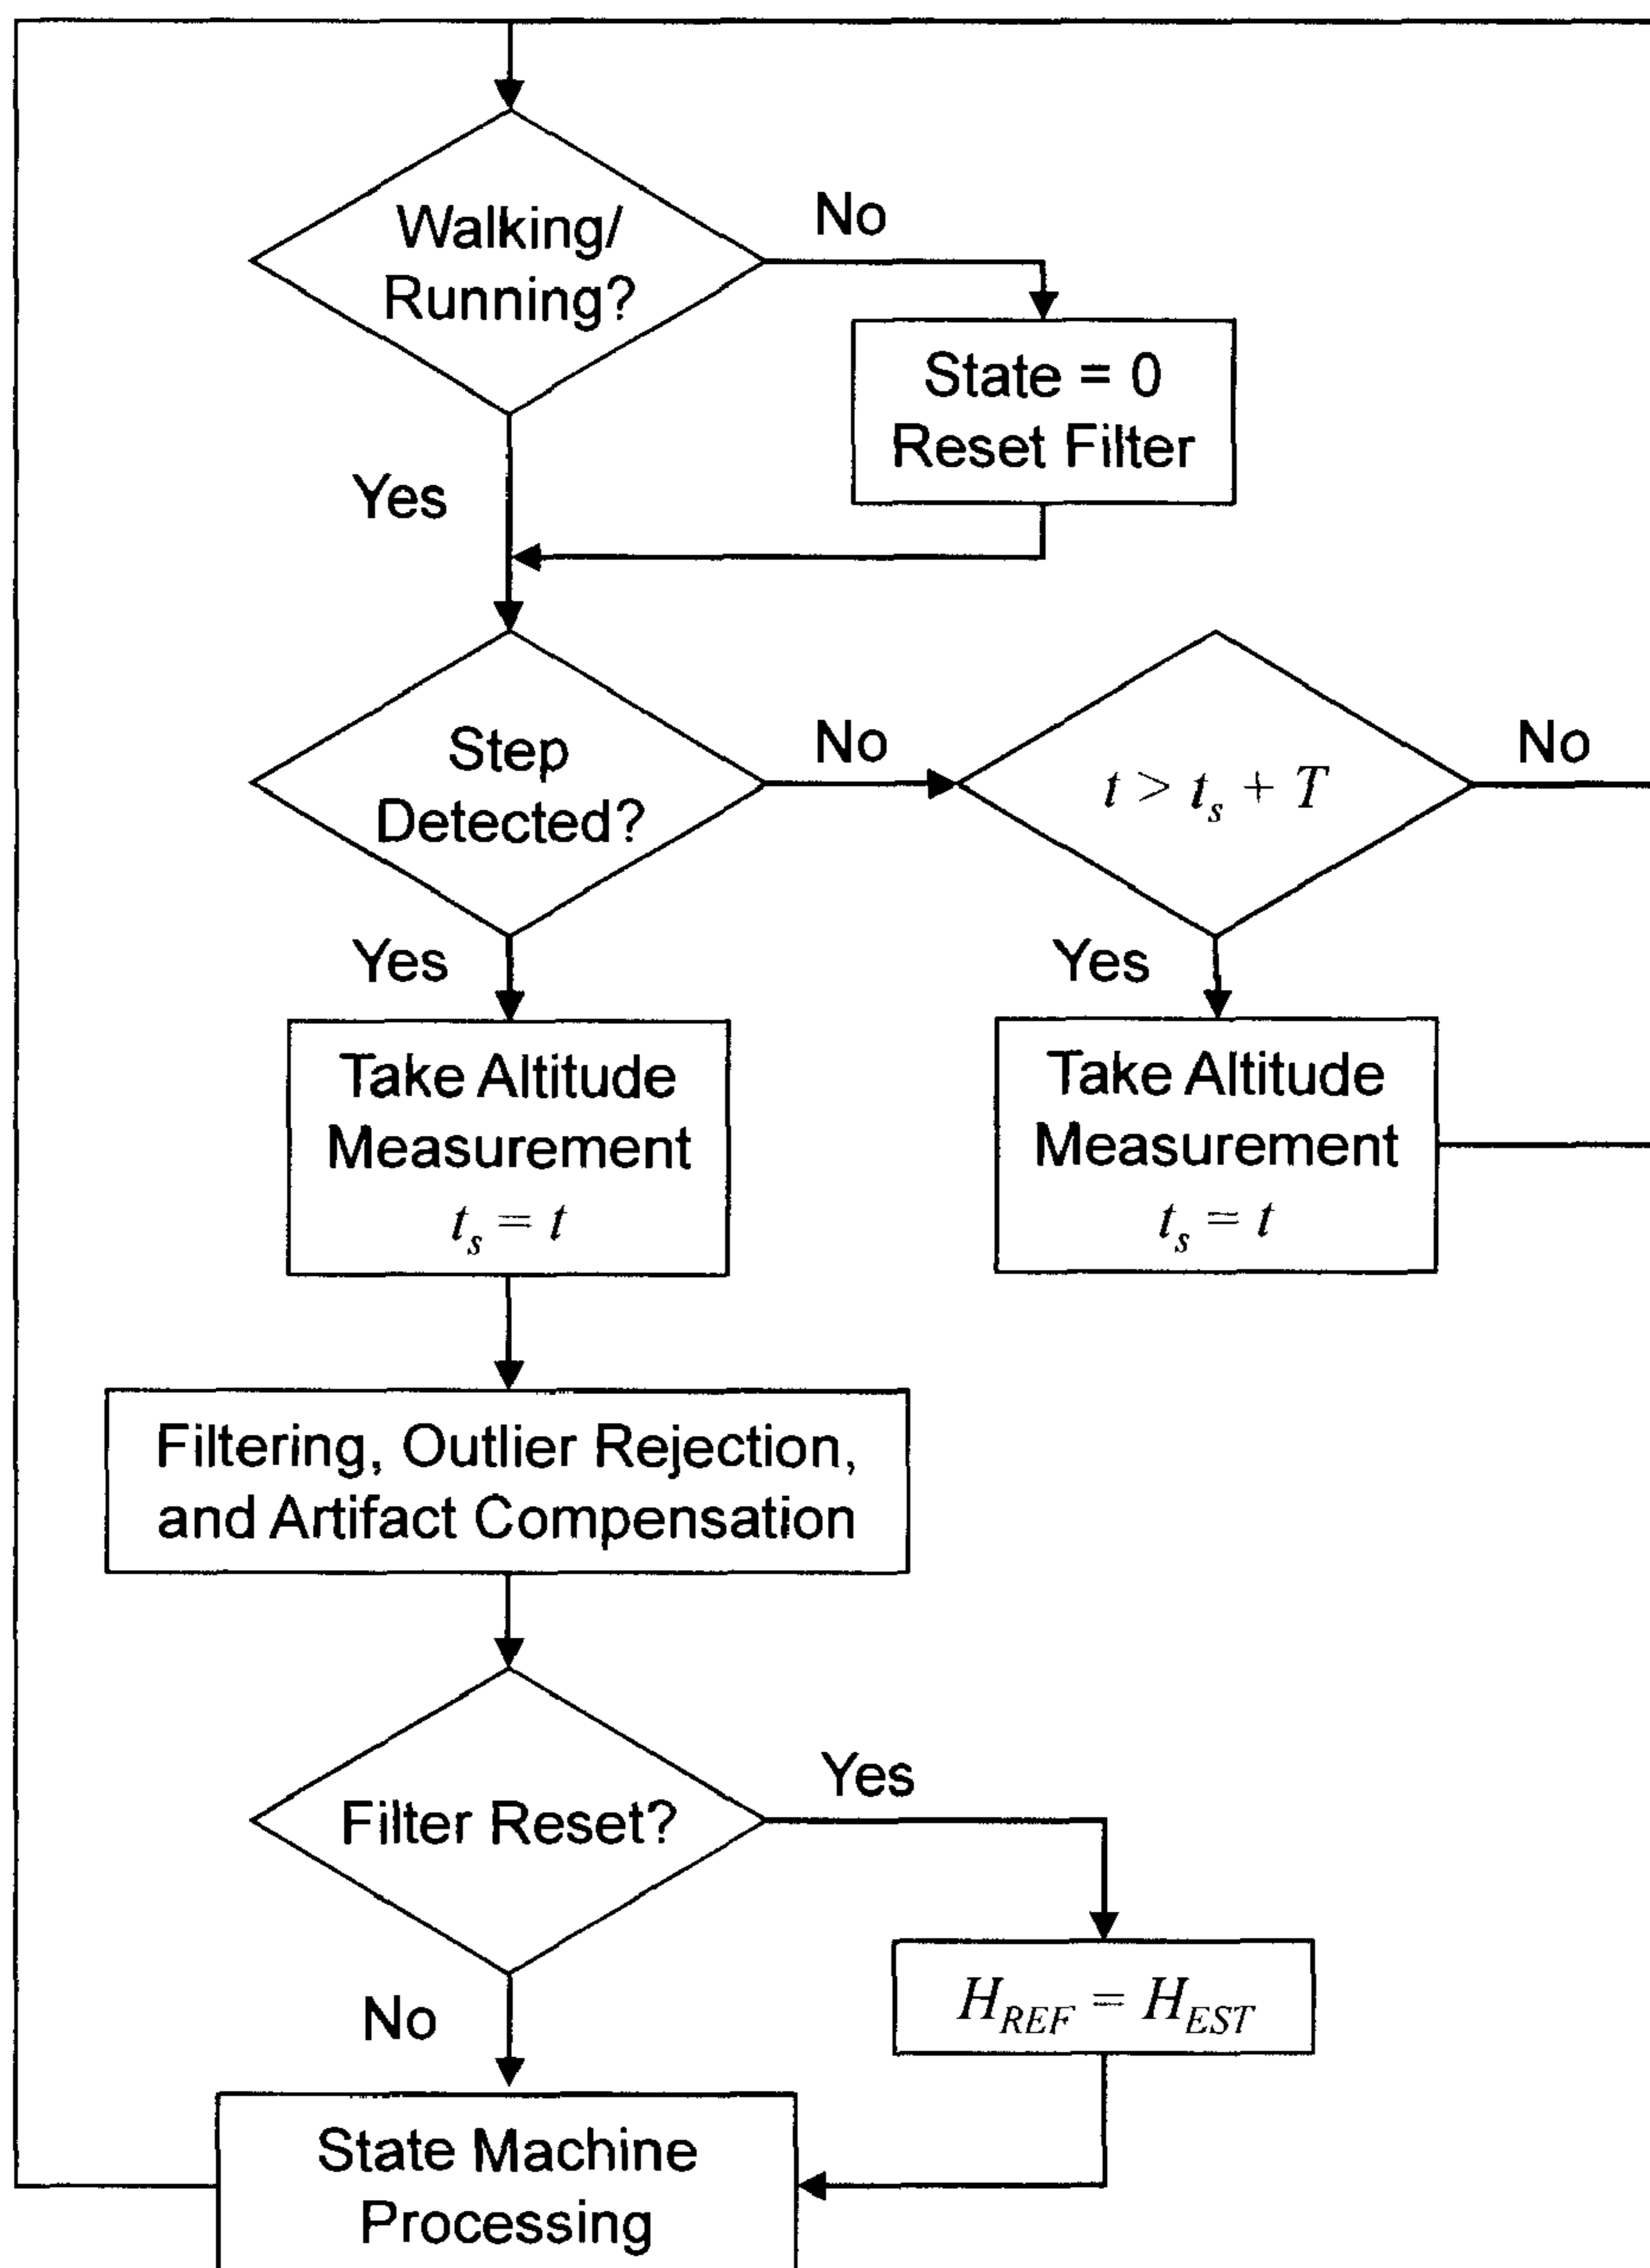 Walking/
Running?
No
State = 0
Reset Filter
Yes
Step
Detected?
No
t > t_s + T
No
Yes
Take Altitude
Measurement
t_s = t
Yes
Take Altitude
Measurement
t_s = t
Filtering, Outlier Rejection,
and Artifact Compensation
Filter Reset?
Yes
H_REF = H_EST
No
State Machine
Processing